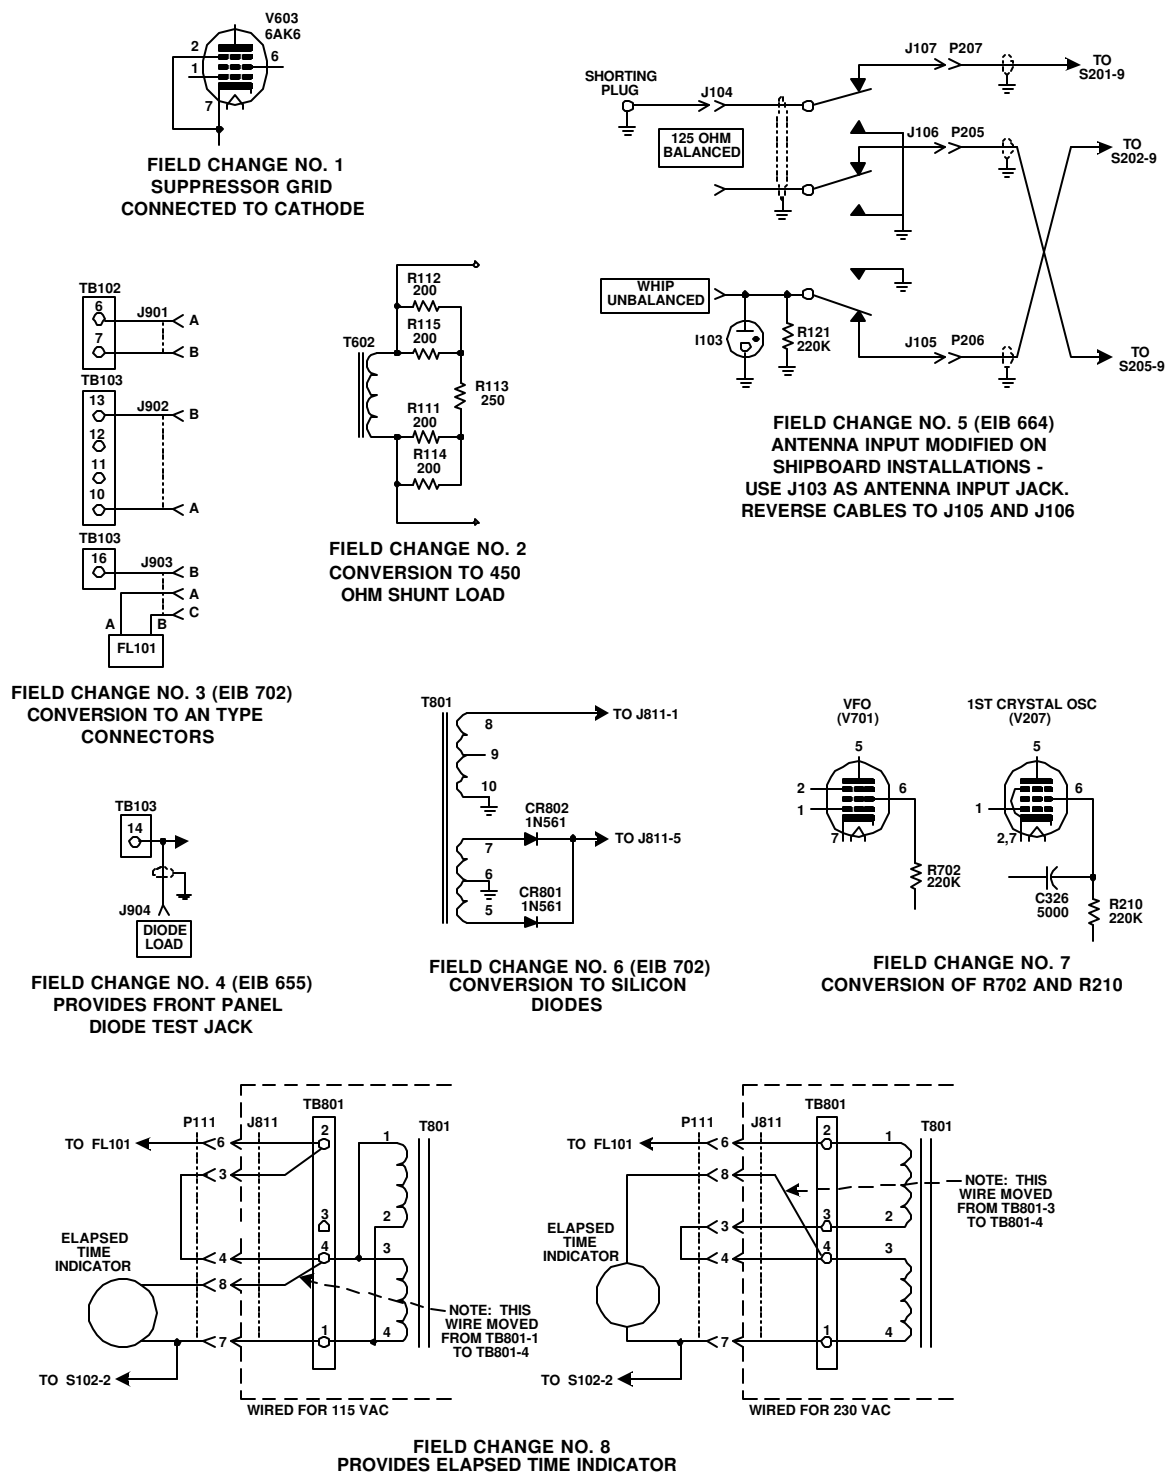 V603
6AK6
2
6
1
7
FIELD CHANGE NO. 1
SUPPRESSOR GRID
CONNECTED TO CATHODE
J107 P207
TO
S201-9
SHORTING
PLUG
J104
125 OHM
BALANCED
J106 P205
TO
S202-9
WHIP
UNBALANCED
I103
R121
220K
J105 P206
TO
S205-9
FIELD CHANGE NO. 5 (EIB 664)
ANTENNA INPUT MODIFIED ON
SHIPBOARD INSTALLATIONS -
USE J103 AS ANTENNA INPUT JACK.
REVERSE CABLES TO J105 AND J106
TB102
6
J901
A
7
B
TB103
13
J902
B
12
11
10
A
TB103
16
J903
B
A
C
A
B
FL101
FIELD CHANGE NO. 3 (EIB 702)
CONVERSION TO AN TYPE
CONNECTORS
R112
200
R115
200
T602
R113
250
R111
200
R114
200
FIELD CHANGE NO. 2
CONVERSION TO 450
OHM SHUNT LOAD
TB103
14
J904
DIODE
LOAD
FIELD CHANGE NO. 4 (EIB 655)
PROVIDES FRONT PANEL
DIODE TEST JACK
T801
8
TO J811-1
9
10
CR802
1N561
7
TO J811-5
6
CR801
1N561
5
FIELD CHANGE NO. 6 (EIB 702)
CONVERSION TO SILICON
DIODES
VFO
(V701)
5
2
6
1
7
R702
220K
1ST CRYSTAL OSC
(V207)
5
6
1
2,7
C326
5000
R210
220K
FIELD CHANGE NO. 7
CONVERSION OF R702 AND R210
TB801
P111
J811
T801
TO FL101
6
2
1
3
3
2
ELAPSED
TIME
INDICATOR
4
4
3
8
NOTE: THIS
WIRE MOVED
FROM TB801-1
TO TB801-4
7
1
4
TO S102-2
WIRED FOR 115 VAC
TB801
P111
J811
T801
TO FL101
6
2
1
8
NOTE: THIS
WIRE MOVED
FROM TB801-3
TO TB801-4
3
3
2
ELAPSED
TIME
INDICATOR
4
4
3
7
1
4
TO S102-2
WIRED FOR 230 VAC
FIELD CHANGE NO. 8
PROVIDES ELAPSED TIME INDICATOR